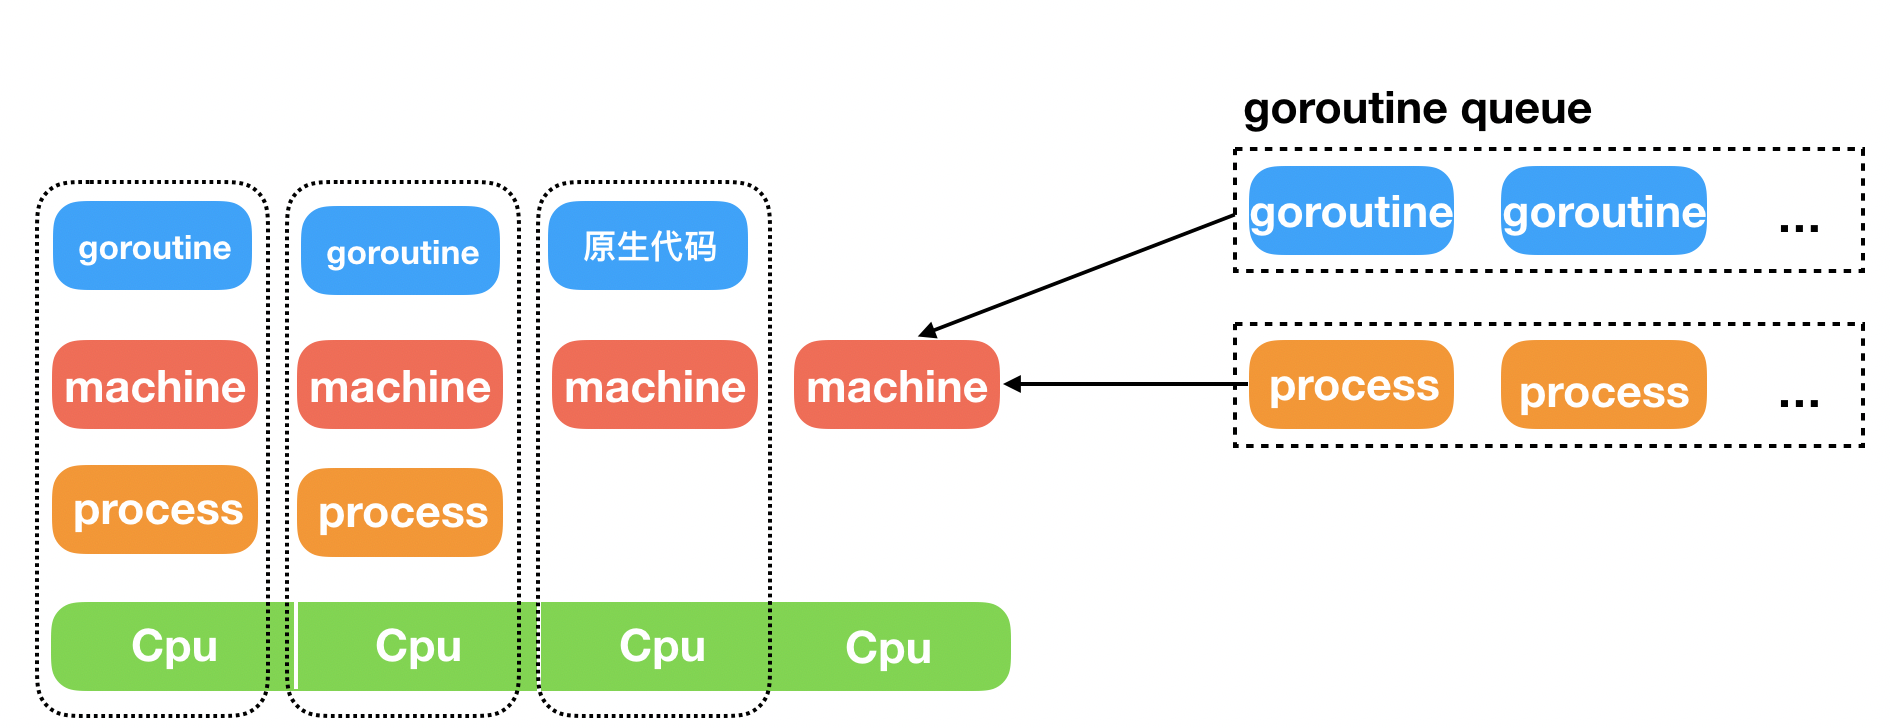 goroutine queue
goroutine goroutine ...
goroutine goroutine 原生代码
machine machine machine machine
process process ...
process process
Cpu Cpu Cpu Cpu